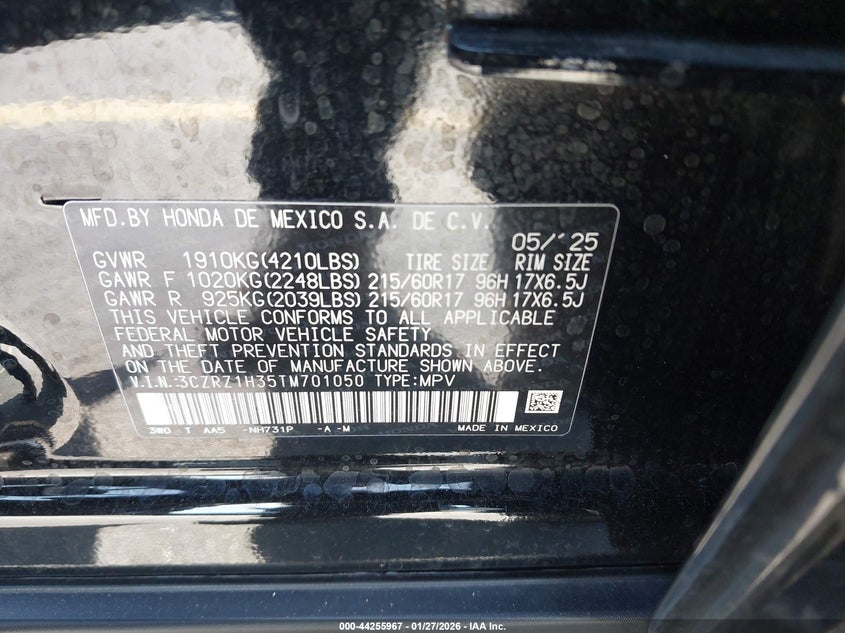 MFD.BY HONDA DE MEXICO S.A. DE C.V.
05/'25
GVWR 1910KG(4210LBS) TIRE SIZE RIM SIZE
GAWR F 1020KG(2248LBS) 215/60R17 96H 17X6.5J
GAWR R 925KG(2039LBS) 215/60R17 96H 17X6.5J
THIS VEHICLE CONFORMS TO ALL APPLICABLE
FEDERAL MOTOR VEHICLE SAFETY
AND THEFT PREVENTION STANDARDS IN EFFECT
ON THE DATE OF MANUFACTURE SHOWN ABOVE.
V.I.N.:3CZRZ1H35TM701050 TYPE:MPV
T AA5 -NH731P -A -M MADE IN MEXICO
000-44255967 - 01/27/2026 - IAA Inc.